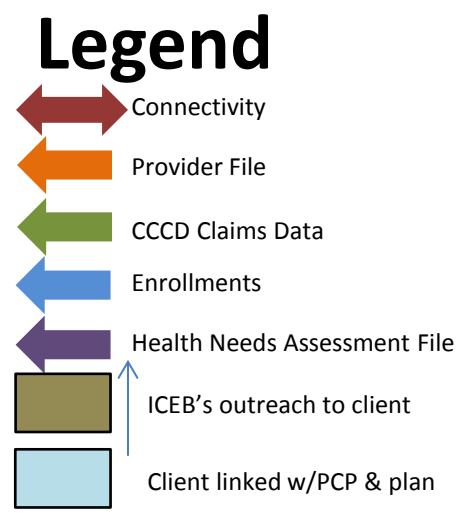 Legend
Connectivity
Provider File
CCCD Claims Data
Enrollments
Health Needs Assessment File
ICEB’s outreach to client
Client linked w/PCP & plan